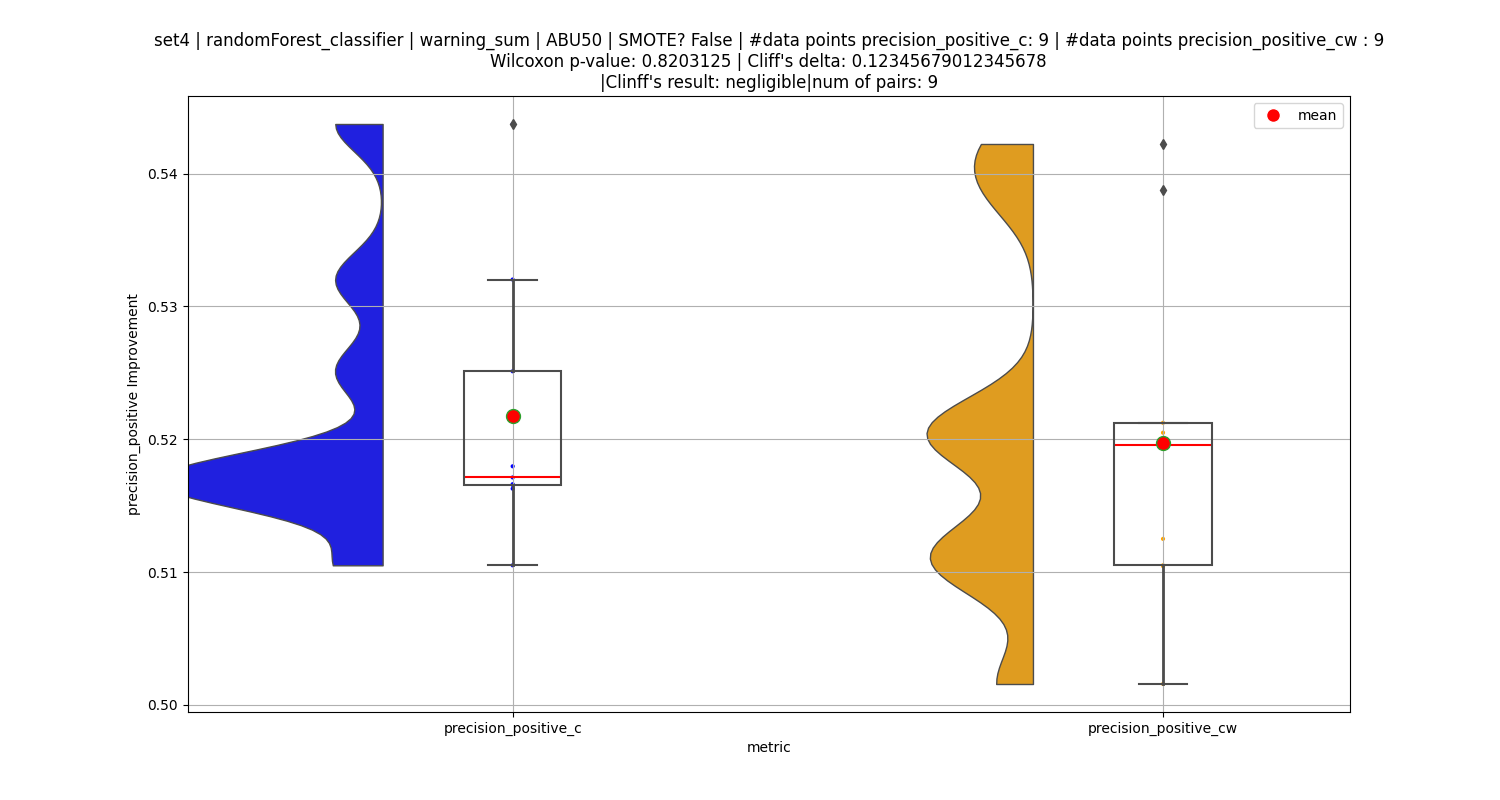 set4 | randomForest_classifier | warning_sum | ABU50 | SMOTE? False | #data points precision_positive_c: 9 | #data points precision_positive_cw : 9
Wilcoxon p-value: 0.8203125 | Cliff's delta: 0.12345679012345678
|Clinff's result: negligible|num of pairs: 9
mean
0.54
0.53
0.52
0.51
0.50
precision_positive Improvement
precision_positive_c
precision_positive_cw
metric